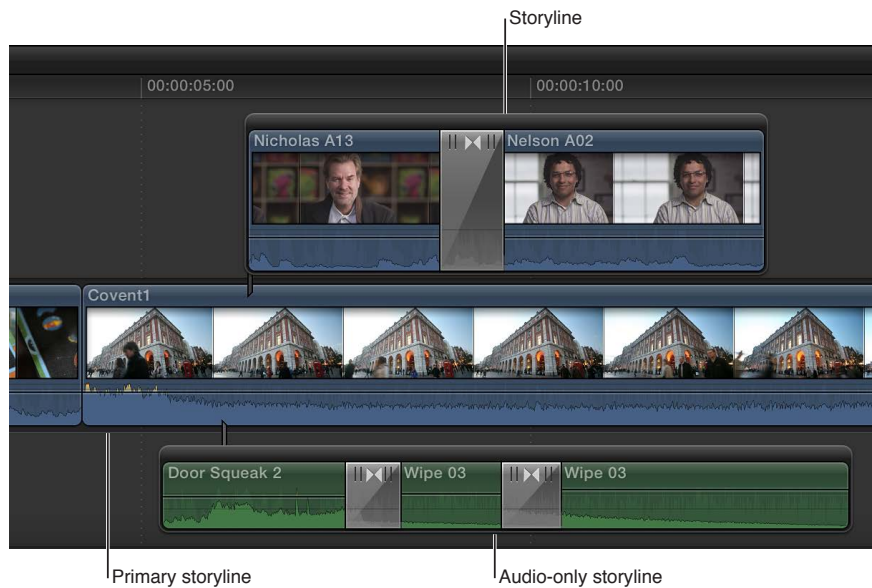 Storyline
00:00:05:00
00:00:10:00
Nicholas A13
Nelson A02
Covent1
Door Squeak 2
Wipe 03
Wipe 03
Primary storyline
Audio-only storyline